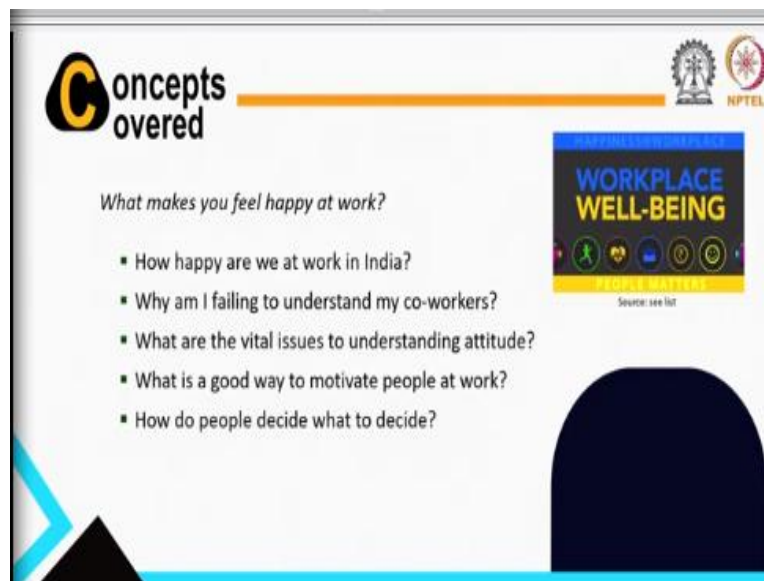 Concepts
Covered
NPTEL
What makes you feel happy at work?
▪ How happy are we at work in India?
▪ Why am I failing to understand my co-workers?
▪ What are the vital issues to understanding attitude?
▪ What is a good way to motivate people at work?
▪ How do people decide what to decide?
HAPPINESS@WORKPLACE
WORKPLACE
WELL-BEING
PEOPLE MATTERS
Source: see list